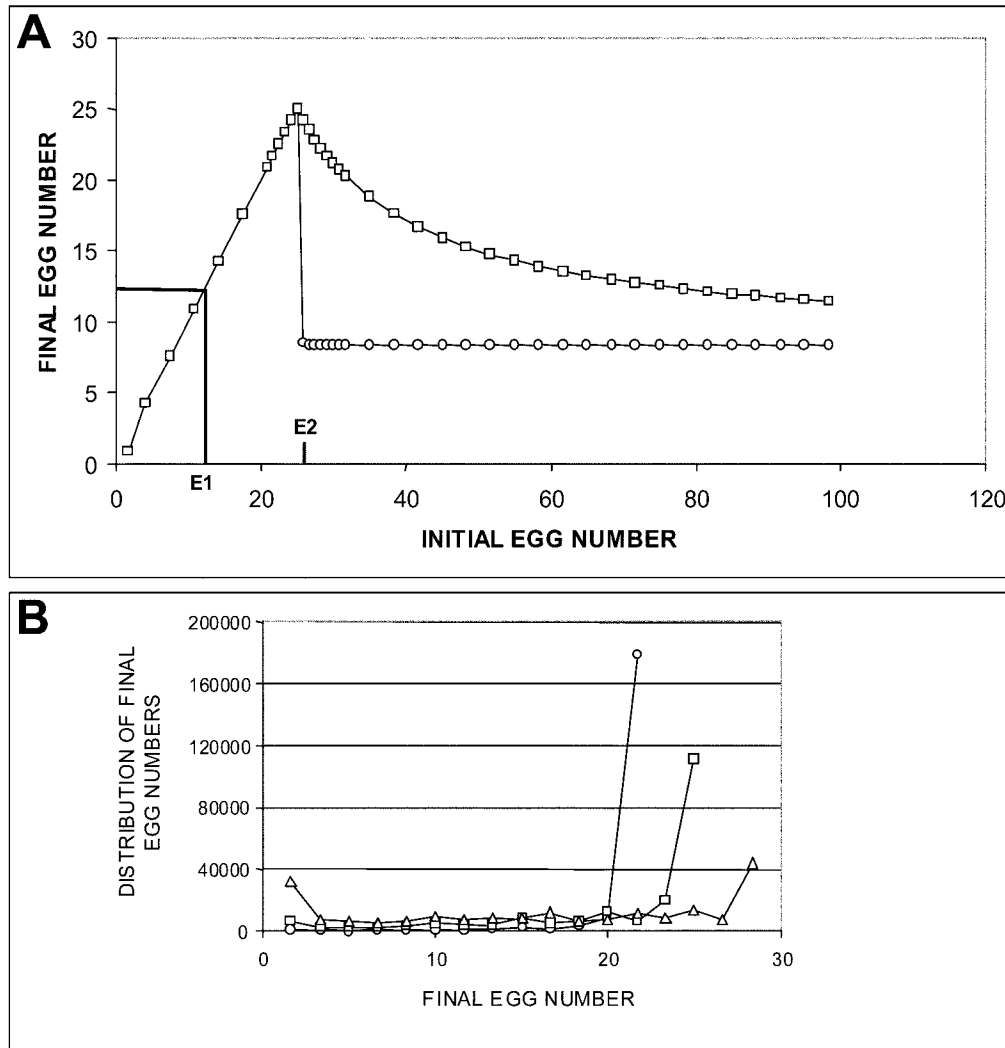 A
FINAL EGG NUMBER
30
25
20
15
10
5
0
E1
E2
0 20 40 60 80 100 120
INITIAL EGG NUMBER
B
DISTRIBUTION OF FINAL
EGG NUMBERS
200000
160000
120000
80000
40000
0
0 10 20 30
FINAL EGG NUMBER